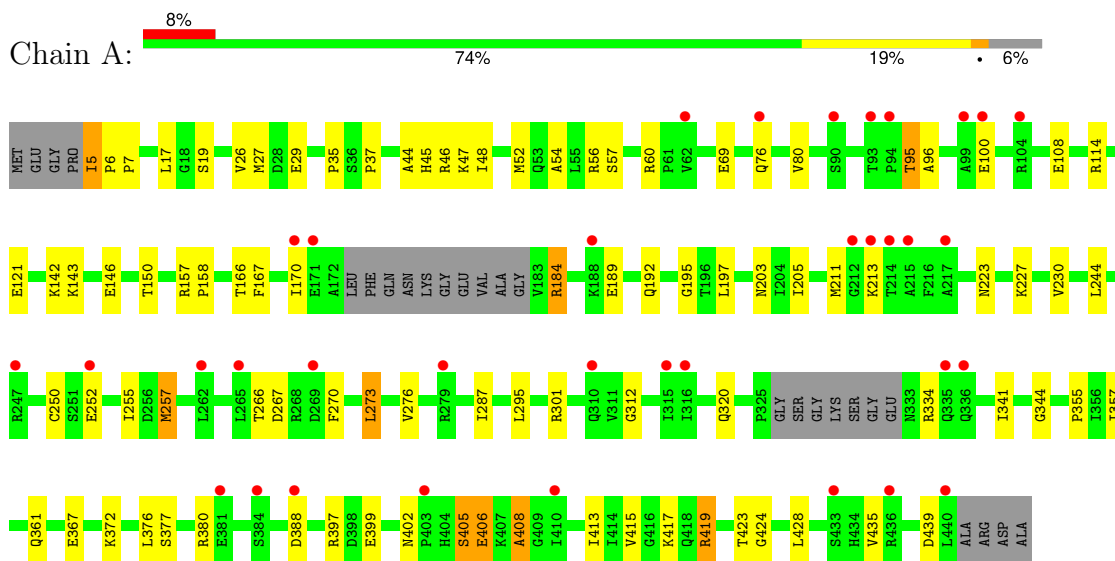 8%
Chain A:
74% 19% • 6%
MET GLU GLY PRO I5 P6 P7 L17 G18 S19 V26 M27 D28 E29 P35 S36 P37 A44 H45 R46 K47 I48 M52 Q53 A54 L55 R56 S57 R60 P61 V62 E69 Q76 V80 S90 T93 P94 T95 A96 A99 E100 R104 E108 R114
E121 K142 K143 E146 T150 R157 P158 T166 F167 I170 E171 A172 LEU PHE GLN ASN LYS GLY GLU VAL ALA GLY V183 R184 K188 E189 Q192 G195 T196 L197 N203 I204 I205 M211 G212 K213 T214 A215 F216 A217 N223 K227 V230 L244
R247 C250 S251 E252 I255 D256 M257 L262 L265 T266 D267 R268 D269 F270 L273 V276 R279 I287 L295 R301 Q310 V311 G312 I315 I316 Q320 P325 GLY SER GLY LYS SER GLY GLU N333 R334 Q335 Q336 I341 G344 P355 I356 I357
Q361 E367 K372 L376 S377 R380 E381 S384 D388 R397 D398 E399 N402 P403 H404 S405 E406 K407 A408 G409 I410 I413 I414 V415 G416 K417 Q418 R419 T423 G424 L428 S433 H434 V435 R436 D439 L440 ALA ARG ASP ALA